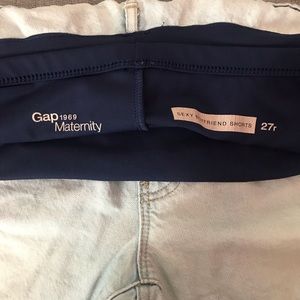 Gap 1969
Maternity
SEXY BOYFRIEND SHORTS
27r